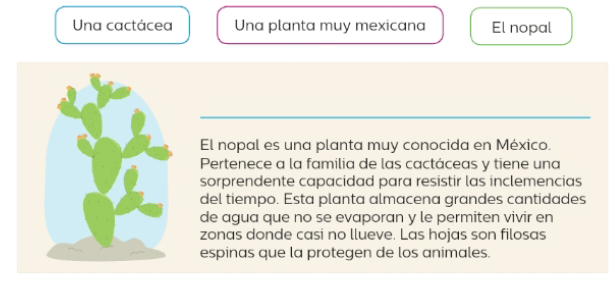 Una cactácea
Una planta muy mexicana
El nopal
El nopal es una planta muy conocida en México.
Pertenece a la familia de las cactáceas y tiene una
sorprendente capacidad para resistir las inclemencias
del tiempo. Esta planta almacena grandes cantidades
de agua que no se evaporan y le permiten vivir en
zonas donde casi no llueve. Las hojas son filosas
espinas que la protegen de los animales.